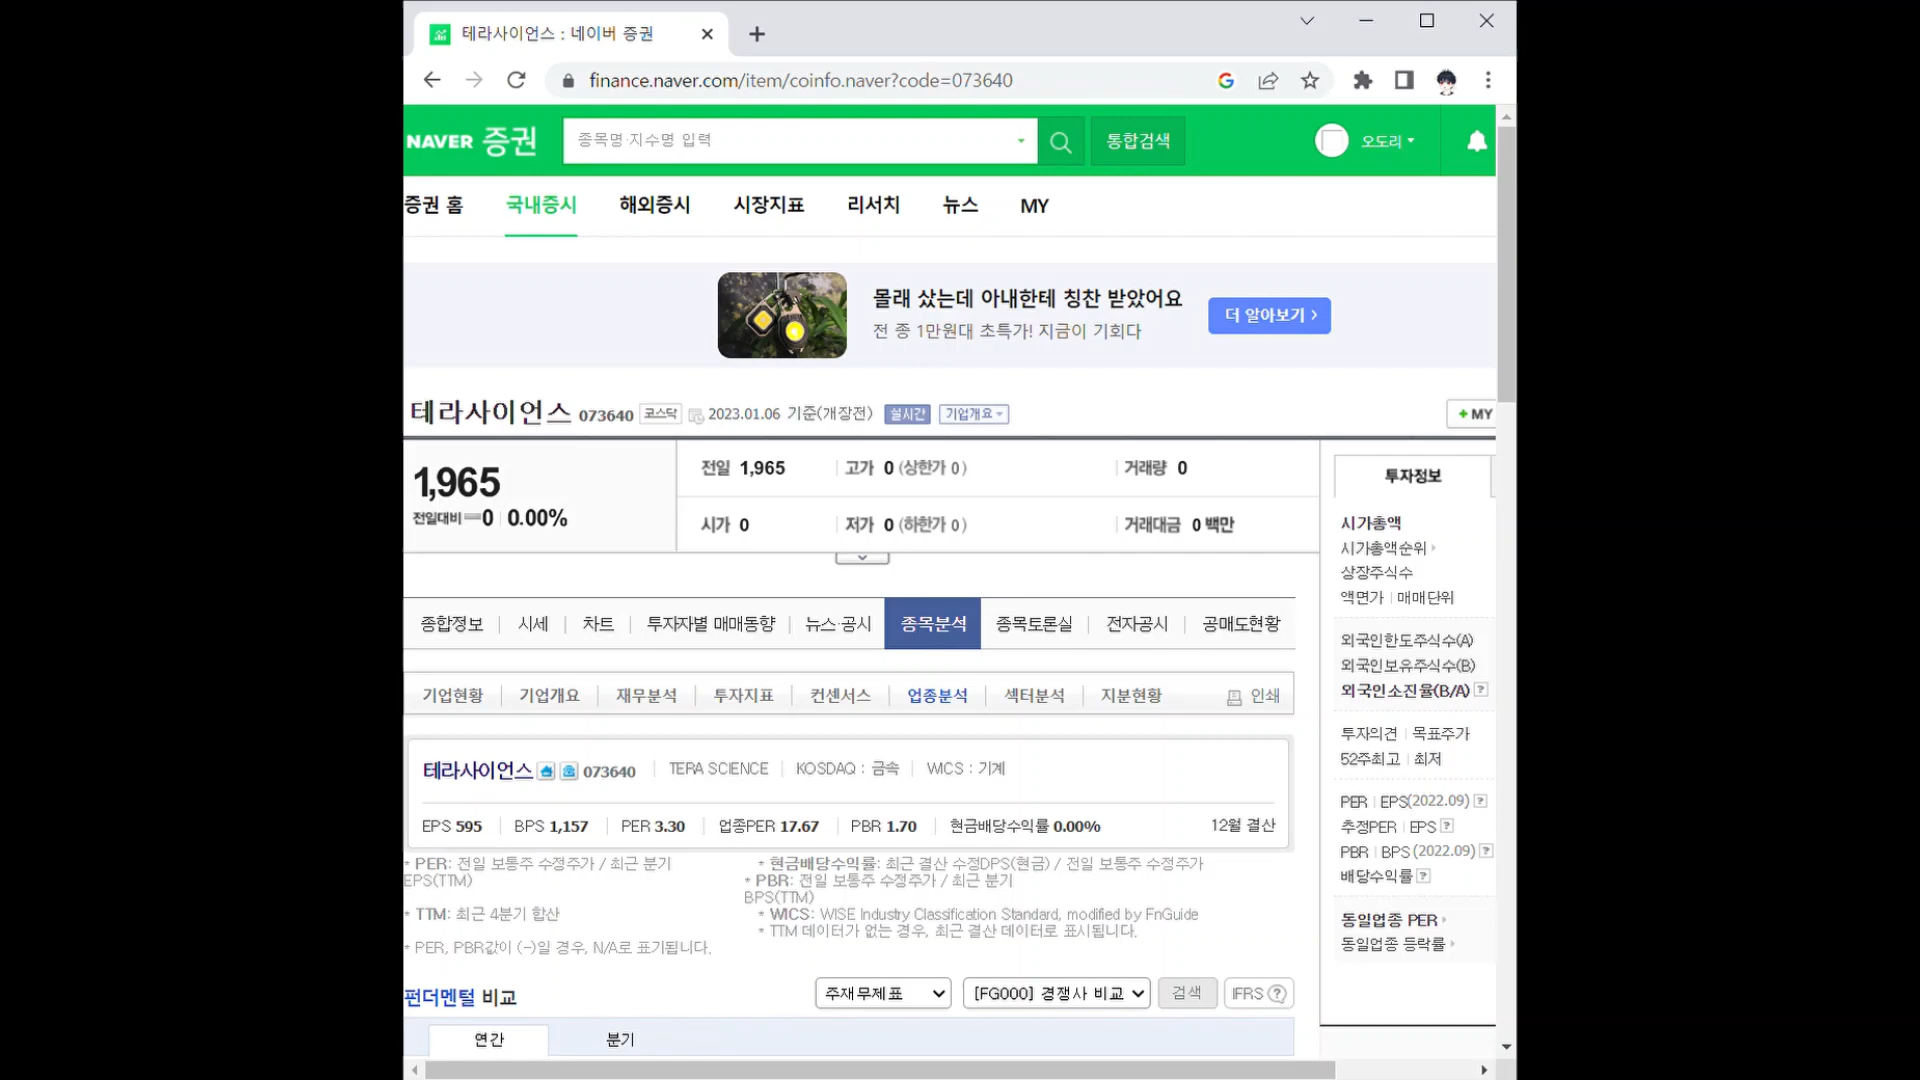 테라사이언스 : 네이버 증권
finance.naver.com/item/coinfo.naver?code=073640
NAVER 증권
종목명·지수명 입력
통합검색
오도리
증권 홈 국내증시 해외증시 시장지표 리서치 뉴스 MY
몰래 샀는데 아내한테 칭찬 받았어요
전 종 1만원대 초특가! 지금이 기회다
더 알아보기 >
테라사이언스 073640 코스닥 2023.01.06 기준(개장전) 실시간 기업개요
+ MY
1,965
전일대비 0 0.00%
전일 1,965 고가 0 (상한가 0) 거래량 0
시가 0 저가 0 (하한가 0) 거래대금 0 백만
투자정보
시가총액
시가총액순위
상장주식수
액면가 | 매매단위
외국인한도주식수(A)
외국인보유주식수(B)
외국인소진율(B/A) ?
투자의견 | 목표주가
52주최고 | 최저
PER | EPS(2022.09) ?
추정PER | EPS ?
PBR | BPS (2022.09) ?
배당수익률 ?
동일업종 PER
동일업종 등락률
종합정보 시세 차트 투자자별 매매동향 뉴스·공시 종목분석 종목토론실 전자공시 공매도현황
기업현황 기업개요 재무분석 투자지표 컨센서스 업종분석 섹터분석 지분현황 인쇄
테라사이언스 073640 TERA SCIENCE KOSDAQ : 금속 WICS : 기계
EPS 595 BPS 1,157 PER 3.30 업종PER 17.67 PBR 1.70 현금배당수익률 0.00% 12월 결산
* PER: 전일 보통주 수정주가 / 최근 분기
EPS(TTM)
* TTM: 최근 4분기 합산
* PER, PBR값이 (-)일 경우, N/A로 표기됩니다.
* 현금배당수익률: 최근 결산 수정DPS(현금) / 전일 보통주 수정주가
* PBR: 전일 보통주 수정주가 / 최근 분기
BPS(TTM)
* WICS: WISE Industry Classification Standard, modified by FnGuide
* TTM 데이터가 없는 경우, 최근 결산 데이터로 표시됩니다.
펀더멘털 비교
주재무제표 [FG000] 경쟁사 비교 검색 IFRS ?
연간 분기